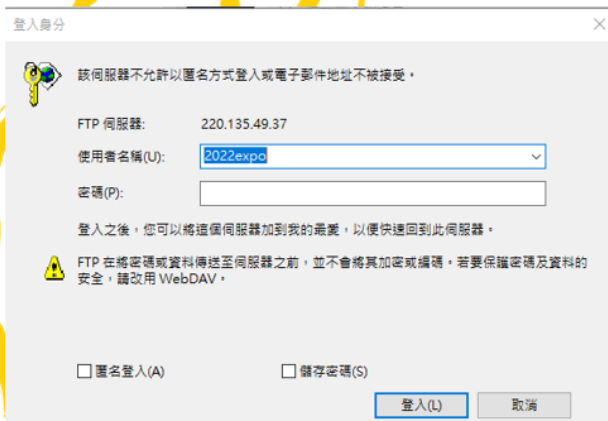 登入身分
該伺服器不允許以匿名方式登入或電子郵件地址不被接受。
FTP 伺服器: 220.135.49.37
使用者名稱(U): 2022expo
密碼(P):
登入之後，您可以將這個伺服器加到我的最愛，以便快速回到此伺服器。
FTP 在將密碼或資料傳送至伺服器之前，並不會將其加密或編碼。若要保護密碼及資料的
安全，請改用 WebDAV。
匿名登入(A) 儲存密碼(S)
登入(L) 取消